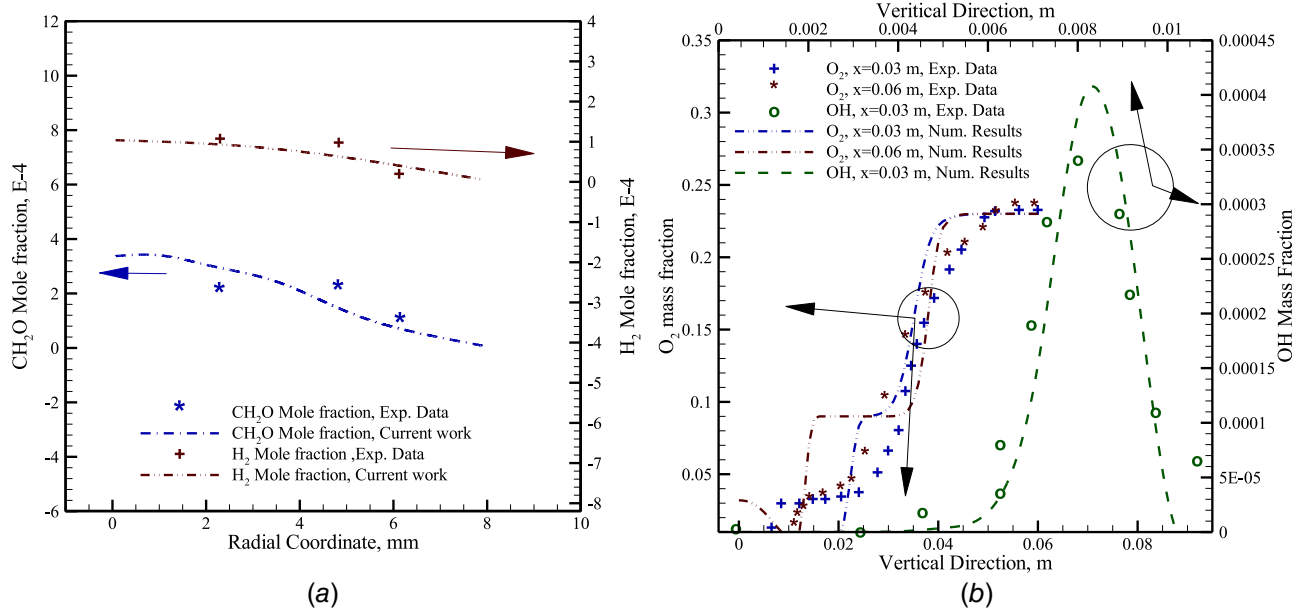 CH2O Mole fraction, E-4
12
10
8
6
4
2
0
-2
-4
-6
4
3
2
1
0
-1
-2
-3
-4
-5
-6
-7
-8
H2 Mole fraction, E-4
CH2O Mole fraction, Exp. Data
CH2O Mole fraction, Current work
H2 Mole fraction ,Exp. Data
H2 Mole fraction, Current work
0 2 4 6 8 10
Radial Coordinate, mm
(a)
Veritical Direction, m
0 0.002 0.004 0.006 0.008 0.01
O2 mass fraction
0.35
0.3
0.25
0.2
0.15
0.1
0.05
0.00045
0.0004
0.00035
0.0003
0.00025
0.0002
0.00015
0.0001
5E-05
0
OH Mass Fraction
O2, x=0.03 m, Exp. Data
O2, x=0.06 m, Exp. Data
OH, x=0.03 m, Exp. Data
O2, x=0.03 m, Num. Results
O2, x=0.06 m, Num. Results
OH, x=0.03 m, Num. Results
0 0.02 0.04 0.06 0.08
Vertical Direction, m
(b)